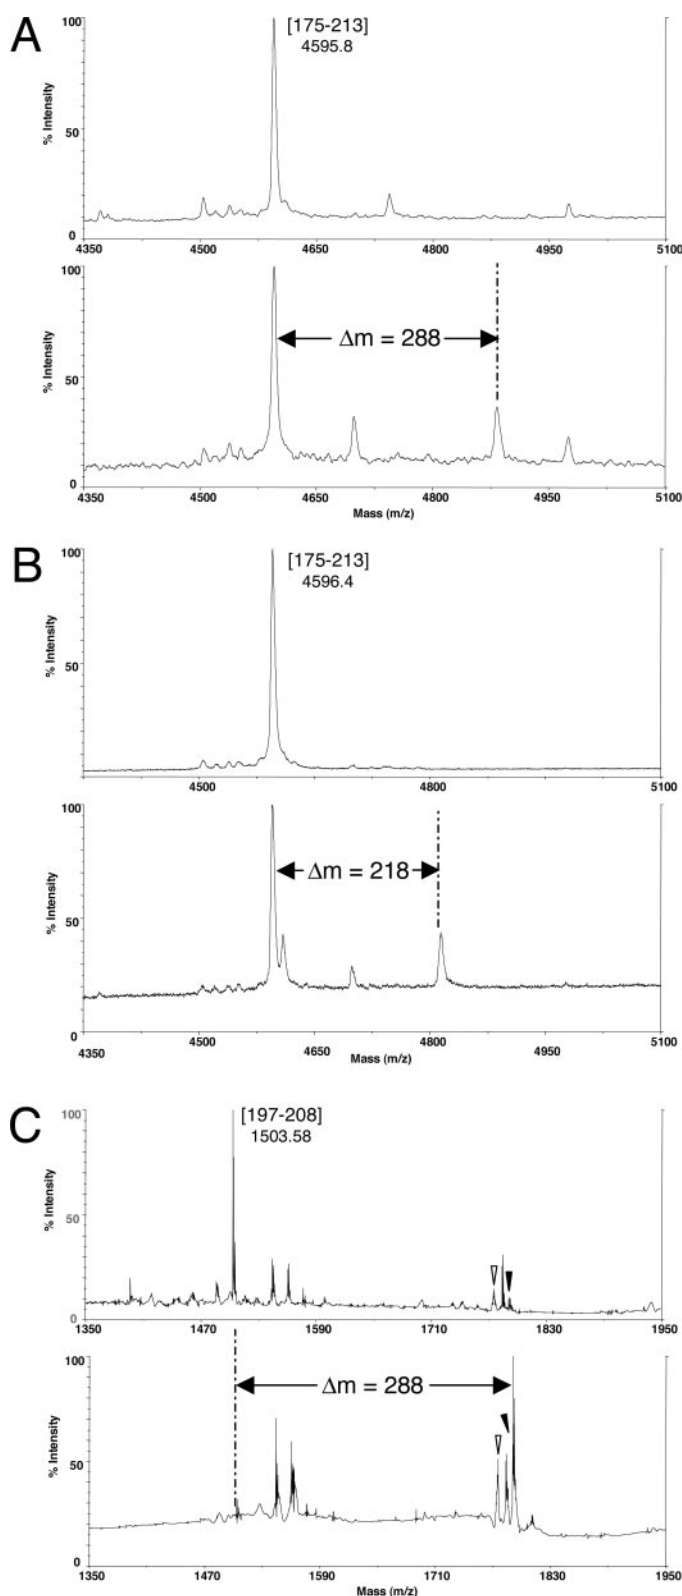 A
[175-213]
4595.8
% Intensity
100
50
0
4350 4500 4650 4800 4950 5100
% Intensity
100
50
0
Δm = 288
4350 4500 4650 4800 4950 5100
Mass (m/z)
B
[175-213]
4596.4
% Intensity
100
50
0
4500 4800 5100
% Intensity
100
50
0
Δm = 218
4350 4500 4650 4800 4950 5100
Mass (m/z)
C
[197-208]
1503.58
% Intensity
100
50
0
1350 1470 1590 1710 1830 1950
% Intensity
100
50
0
Δm = 288
1350 1470 1590 1710 1830 1950
Mass (m/z)